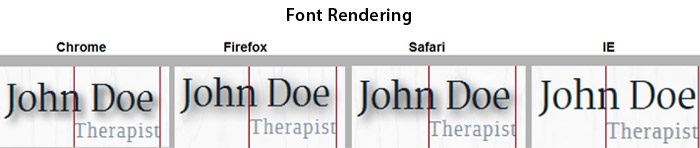 Font Rendering
Chrome Firefox Safari IE
John Doe John Doe John Doe John Doe
Therapist Therapist Therapist Therapist